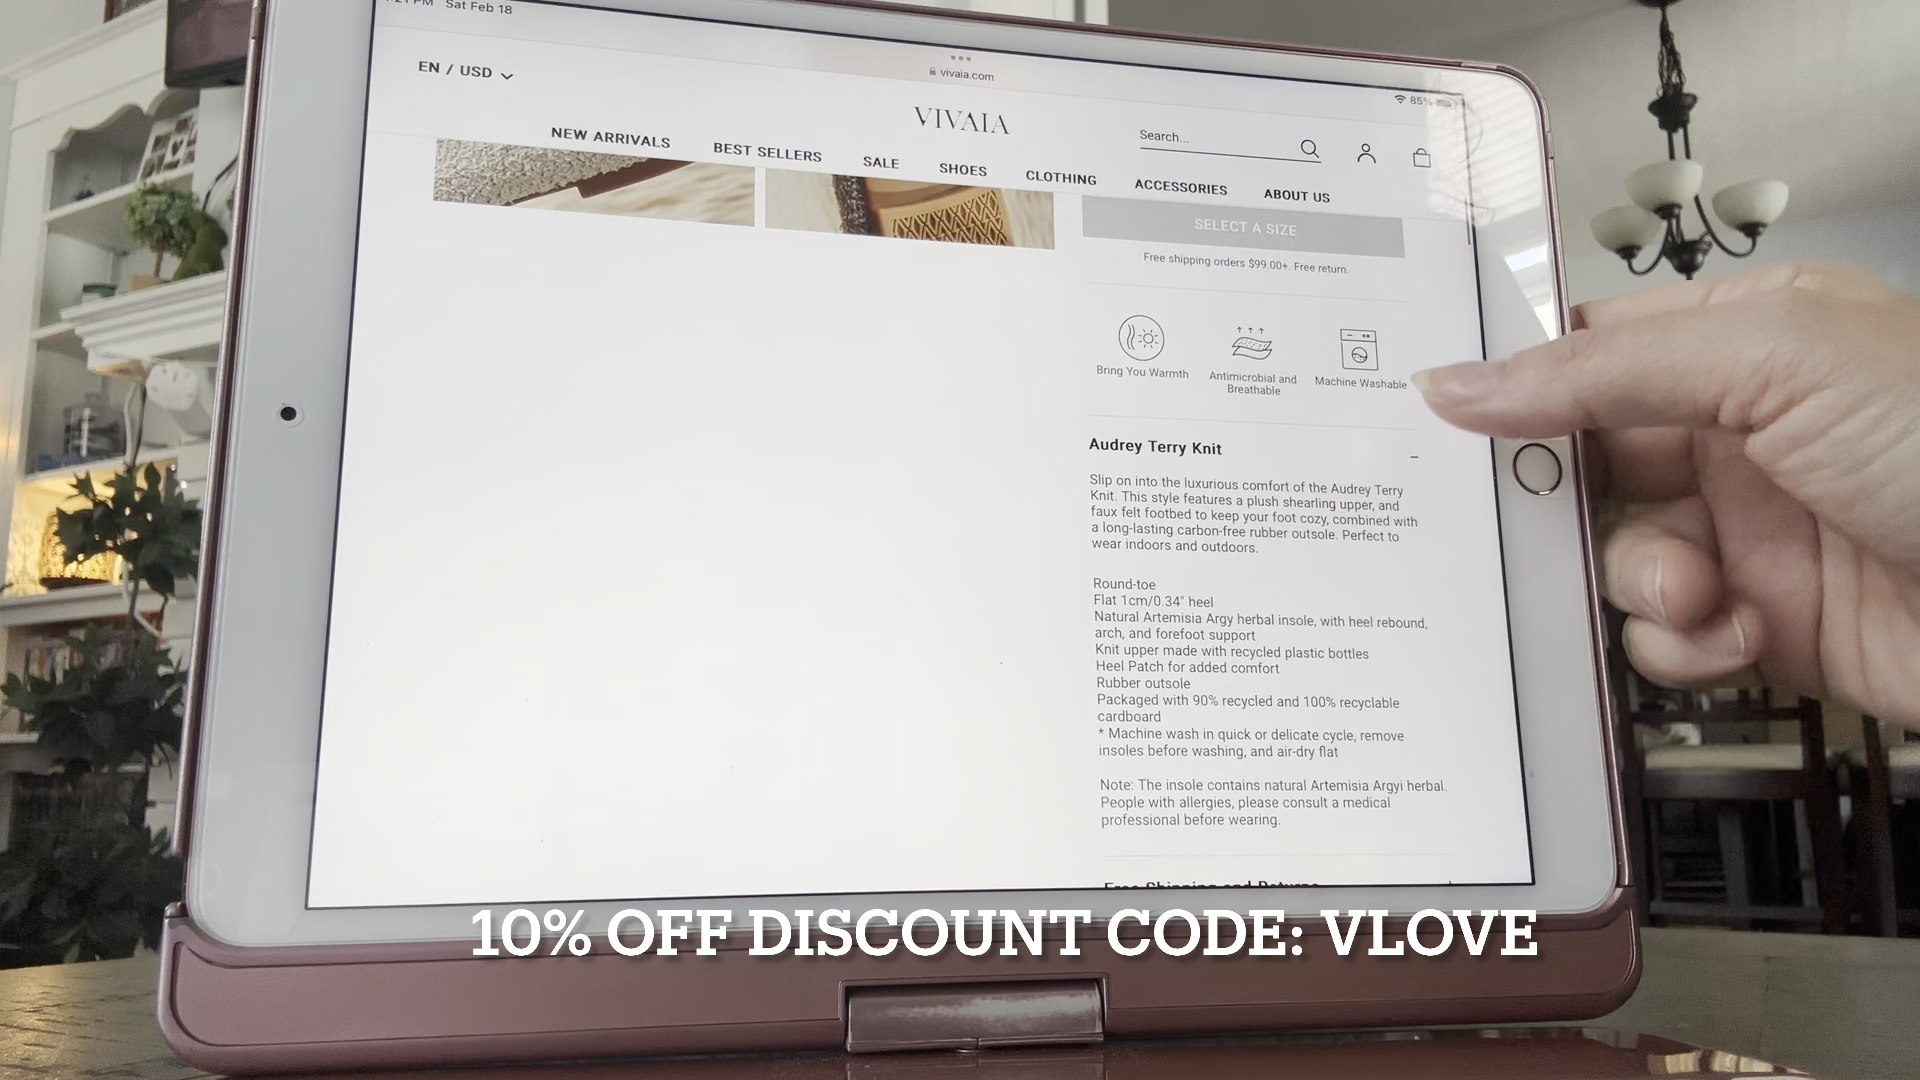 Sat Feb 18
vivaia.com
85%
EN / USD
VIVAIA
Search...
NEW ARRIVALS BEST SELLERS SALE SHOES CLOTHING ACCESSORIES ABOUT US
SELECT A SIZE
Free shipping orders $99.00+. Free return.
Bring You Warmth
Antimicrobial and
Breathable
Machine Washable
Audrey Terry Knit
Slip on into the luxurious comfort of the Audrey Terry
Knit. This style features a plush shearling upper, and
faux felt footbed to keep your foot cozy, combined with
a long-lasting carbon-free rubber outsole. Perfect to
wear indoors and outdoors.
Round-toe
Flat 1cm/0.34" heel
Natural Artemisia Argy herbal insole, with heel rebound,
arch, and forefoot support
Knit upper made with recycled plastic bottles
Heel Patch for added comfort
Rubber outsole
Packaged with 90% recycled and 100% recyclable
cardboard
* Machine wash in quick or delicate cycle, remove
insoles before washing, and air-dry flat
Note: The insole contains natural Artemisia Argyi herbal.
People with allergies, please consult a medical
professional before wearing.
Free Shipping and Returns
10% OFF DISCOUNT CODE: VLOVE